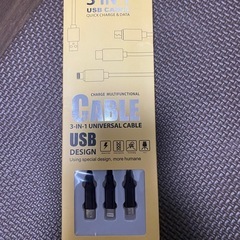 3 IN 1
USB CABLE
QUICK CHARGE & DATA
CHARGE MULTIFUNCTIONAL
CABLE
3-IN-1 UNIVERSAL CABLE
USB
DESIGN
Using special design, more humane